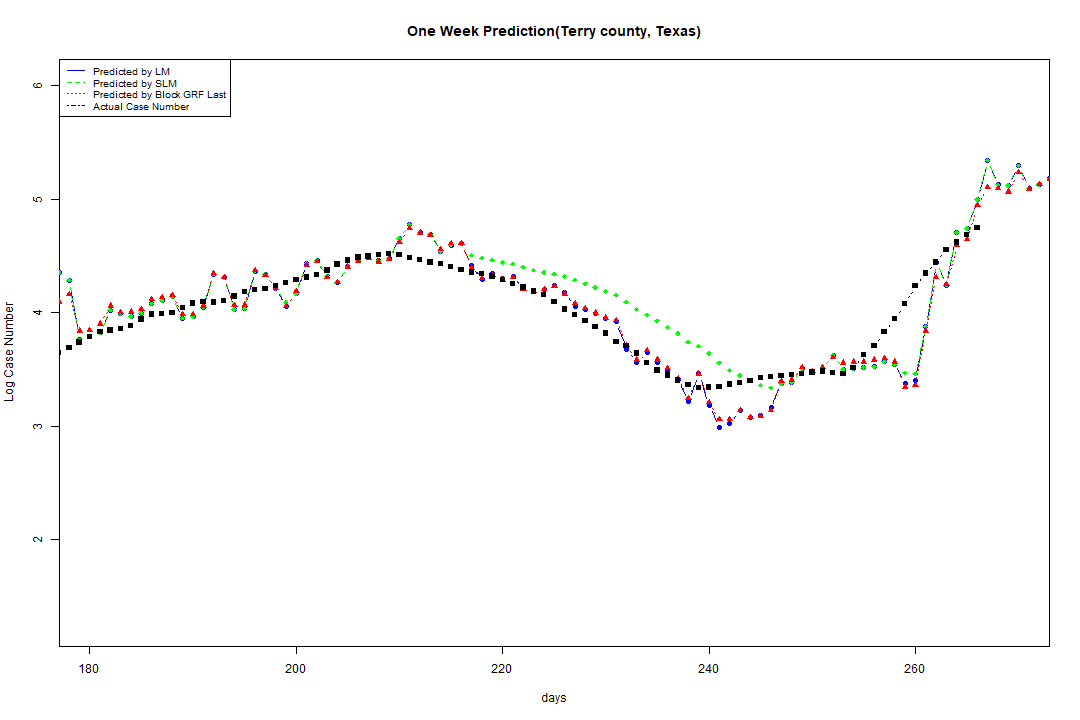 One Week Prediction(Terry county, Texas)
Predicted by LM
Predicted by SLM
Predicted by Block GRF Last
Actual Case Number
6
5
4
3
2
Log Case Number
180 200 220 240 260
days